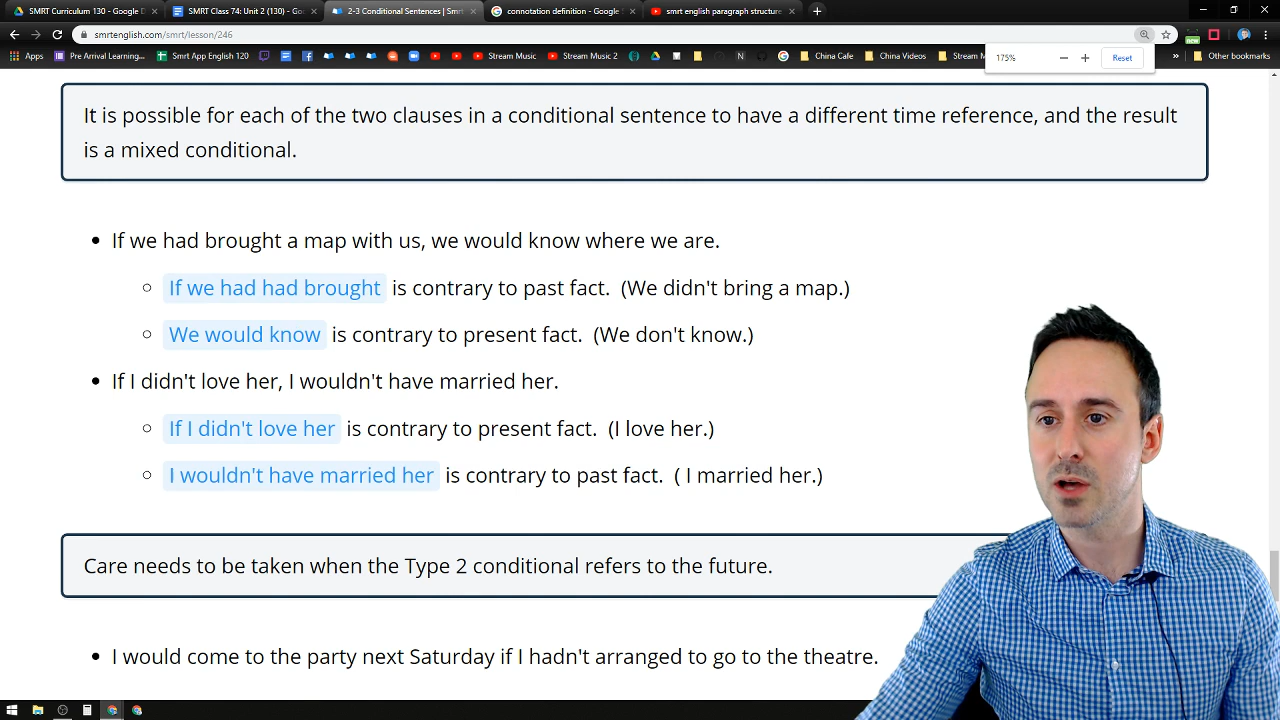 SMRT Curriculum 130 - Google D
SMRT Class 74: Unit 2 (130) - Go
2-3 Conditional Sentences | Smrt
connotation definition - Google S
smrt english paragraph structure
smrtenglish.com/smrt/lesson/246
Apps
Pre Arrival Learning...
Smrt App English 120
Stream Music
Stream Music 2
China Cafe
China Videos
Stream M
Other bookmarks
175%
Reset
It is possible for each of the two clauses in a conditional sentence to have a different time reference, and the result
is a mixed conditional.
If we had brought a map with us, we would know where we are.
If we had had brought is contrary to past fact. (We didn't bring a map.)
We would know is contrary to present fact. (We don't know.)
If I didn't love her, I wouldn't have married her.
If I didn't love her is contrary to present fact. (I love her.)
I wouldn't have married her is contrary to past fact. ( I married her.)
Care needs to be taken when the Type 2 conditional refers to the future.
I would come to the party next Saturday if I hadn't arranged to go to the theatre.